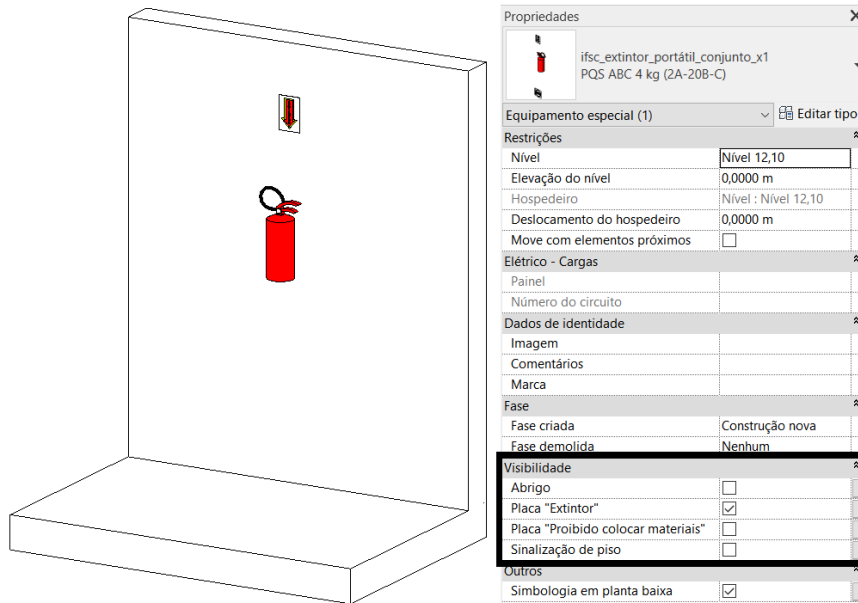 Propriedades
ifsc_extintor_portátil_conjunto_x1
PQS ABC 4 kg (2A-20B-C)
Equipamento especial (1) Editar tipo
Restrições
Nível Nível 12,10
Elevação do nível 0,0000 m
Hospedeiro Nível : Nível 12,10
Deslocamento do hospedeiro 0,0000 m
Move com elementos próximos
Elétrico - Cargas
Painel
Número do circuito
Dados de identidade
Imagem
Comentários
Marca
Fase
Fase criada Construção nova
Fase demolida Nenhum
Visibilidade
Abrigo
Placa "Extintor"
Placa "Proibido colocar materiais"
Sinalização de piso
Outros
Simbologia em planta baixa